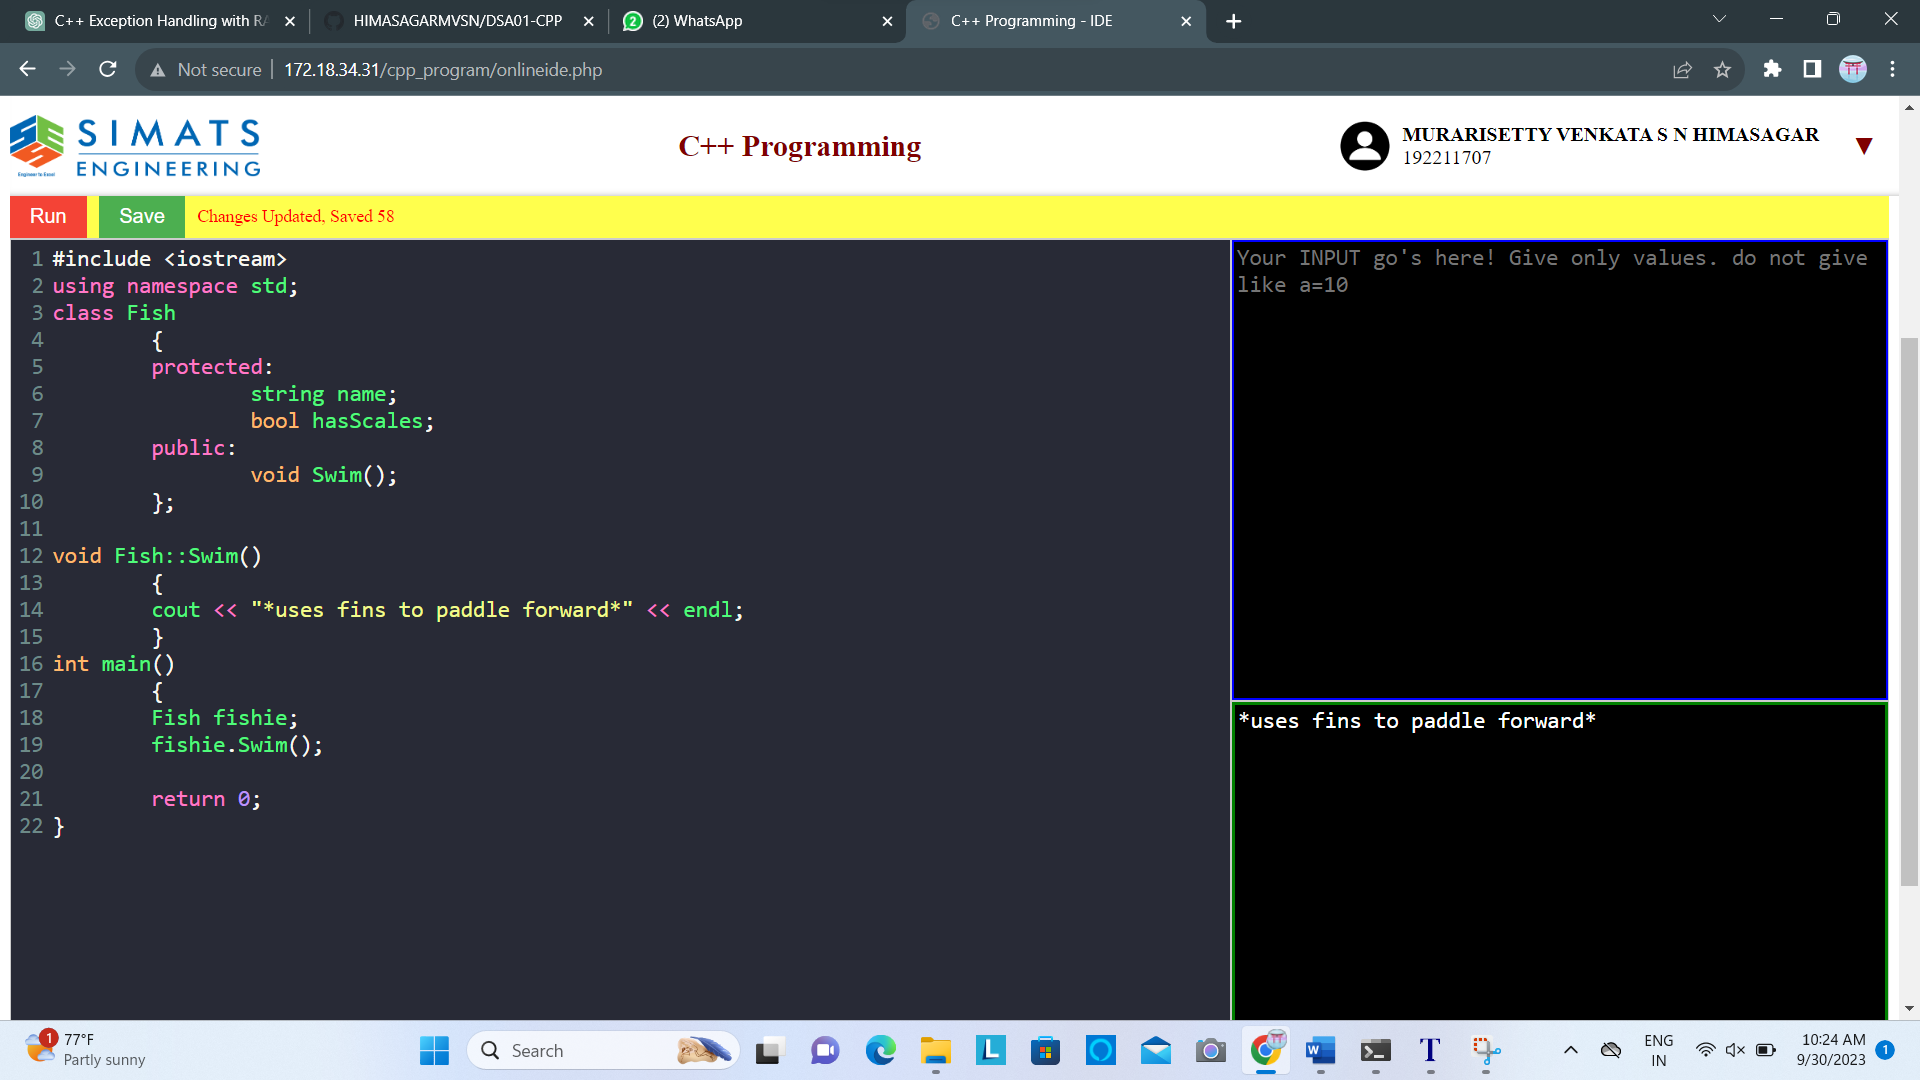 C++ Exception Handling with RA
HIMASAGARMVSN/DSA01-CPP
(2) WhatsApp
C++ Programming - IDE
Not secure
172.18.34.31/cpp_program/onlineide.php
SIMATS
ENGINEERING
Engineer to Excel
C++ Programming
MURARISETTY VENKATA S N HIMASAGAR
192211707
Run
Save
Changes Updated, Saved 58
1 #include <iostream>
2 using namespace std;
3 class Fish
4 {
5 protected:
6 string name;
7 bool hasScales;
8 public:
9 void Swim();
10 };
11
12 void Fish::Swim()
13 {
14 cout << "*uses fins to paddle forward*" << endl;
15 }
16 int main()
17 {
18 Fish fishie;
19 fishie.Swim();
20
21 return 0;
22 }
Your INPUT go's here! Give only values. do not give
like a=10
*uses fins to paddle forward*
1
77°F
Partly sunny
Search
ENG
IN
10:24 AM
9/30/2023
1